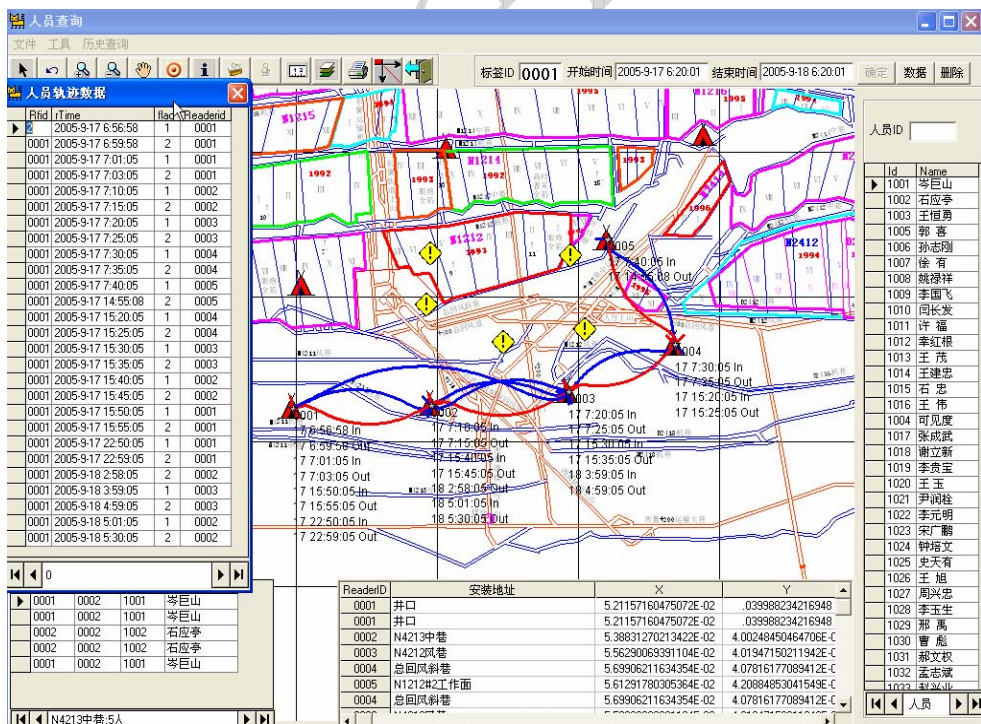 人员查询
文件 工具 历史查询
标签ID 0001 开始时间 2005-9-17 6:20:01 结束时间 2005-9-18 6:20:01 确定 数据 删除
人员轨迹数据
Rfid rTime flac Readerid
2 2005-9-17 6:56:58 1 0001
0001 2005-9-17 6:59:58 2 0001
0001 2005-9-17 7:01:05 1 0001
0001 2005-9-17 7:03:05 2 0001
0001 2005-9-17 7:10:05 1 0002
0001 2005-9-17 7:15:05 2 0002
0001 2005-9-17 7:20:05 1 0003
0001 2005-9-17 7:25:05 2 0003
0001 2005-9-17 7:30:05 1 0004
0001 2005-9-17 7:35:05 2 0004
0001 2005-9-17 7:40:05 1 0005
0001 2005-9-17 14:55:08 2 0005
0001 2005-9-17 15:20:05 1 0004
0001 2005-9-17 15:25:05 2 0004
0001 2005-9-17 15:30:05 1 0003
0001 2005-9-17 15:35:05 2 0003
0001 2005-9-17 15:40:05 1 0002
0001 2005-9-17 15:45:05 2 0002
0001 2005-9-17 15:50:05 1 0001
0001 2005-9-17 15:55:05 2 0001
0001 2005-9-17 22:50:05 1 0001
0001 2005-9-17 22:59:05 2 0001
0001 2005-9-18 2:58:05 2 0002
0001 2005-9-18 3:59:05 1 0003
0001 2005-9-18 4:59:05 2 0003
0001 2005-9-18 5:01:05 1 0002
0001 2005-9-18 5:30:05 2 0002
0
0001 0002 1001 岑巨山
0001 0002 1001 岑巨山
0002 0002 1002 石应亭
0002 0002 1002 石应亭
0001 0002 1001 岑巨山
N4213中巷:5人
N1215
1992
1993
N1214
1992
1993
1995
N1216
1995
N1414
1996
N1212
1993
N2412
1994
0005
17 7:40:05 In
17 14:55:08 Out
0004
17 7:30:05 In
17 7:35:05 Out
17 15:20:05 In
17 15:25:05 Out
0003
17 7:20:05 In
17 7:25:05 Out
17 15:30:05 In
17 15:35:05 Out
18 3:59:05 In
18 4:59:05 Out
0002
17 7:10:05 In
17 7:15:05 Out
17 15:40:05 In
17 15:45:05 Out
18 2:58:05 Out
18 5:01:05 In
18 5:30:05 Out
0001
17 6:56:58 In
17 6:59:58 Out
17 7:01:05 In
17 7:03:05 Out
17 15:50:05 In
17 15:55:05 Out
17 22:50:05 In
17 22:59:05 Out
ReaderID 安装地址 X Y
0001 井口 5.21157160475072E-02 .039988234216948
0001 井口 5.21157160475072E-02 .039988234216948
0002 N4213中巷 5.38831270213422E-02 4.00248450464706E-0
0003 N4212风巷 5.56290069391104E-02 4.01947150211942E-0
0004 总回风斜巷 5.69906211634354E-02 4.07816177089412E-0
0005 N1212#2工作面 5.61291780305364E-02 4.20884853041549E-0
0004 总回风斜巷 5.69906211634354E-02 4.07816177089412E-0
人员ID
Id Name
1001 岑巨山
1002 石应亭
1003 王恒勇
1005 郭 喜
1006 孙志刚
1007 徐 有
1008 姚禄祥
1009 李国飞
1010 闫长发
1011 许 福
1012 幸红根
1013 王 茂
1014 王建忠
1015 石 忠
1016 王 伟
1004 可见度
1017 张成武
1018 谢立新
1019 李贵宝
1020 王 玉
1021 尹润栓
1022 李元明
1023 宋广鹏
1024 钟培文
1025 史天有
1026 王 旭
1027 周兴忠
1028 李玉生
1029 邢 禹
1030 曹 彪
1031 郝文权
1032 孟志斌
1033 赵兴业
人员